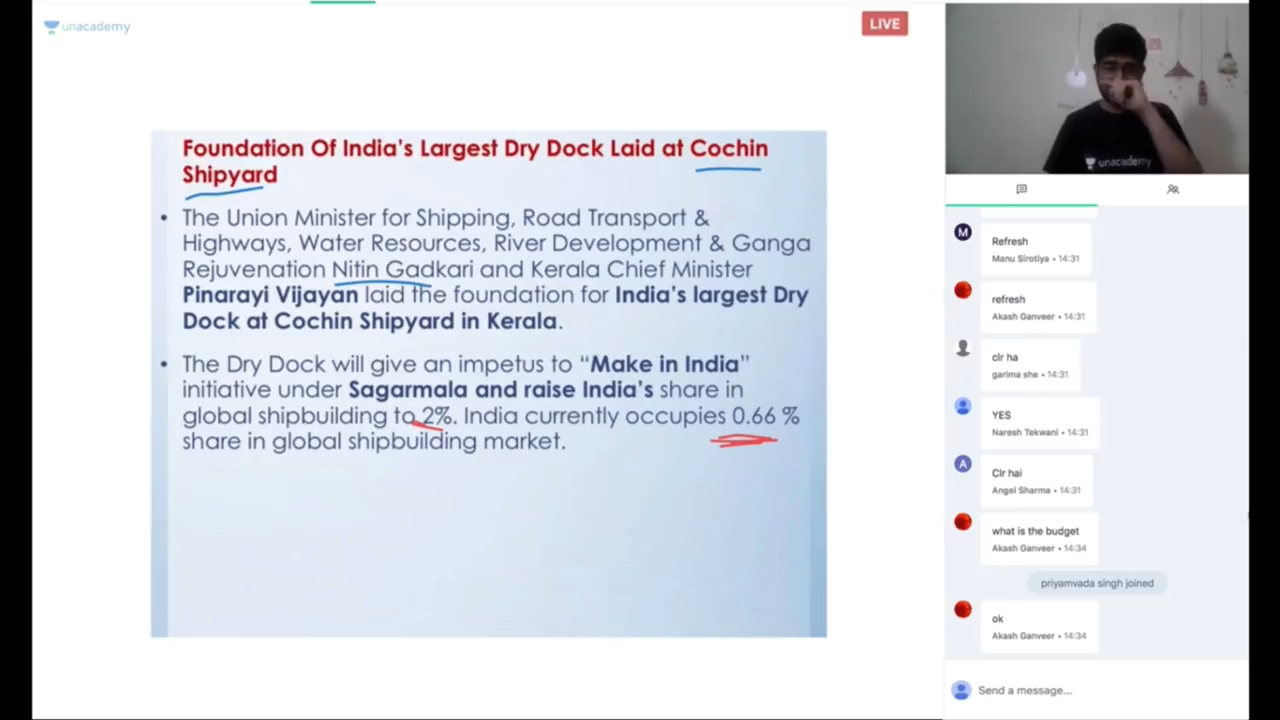 unacademy
LIVE
Foundation Of India's Largest Dry Dock Laid at Cochin
Shipyard
• The Union Minister for Shipping, Road Transport &
Highways, Water Resources, River Development & Ganga
Rejuvenation Nitin Gadkari and Kerala Chief Minister
Pinarayi Vijayan laid the foundation for India's largest Dry
Dock at Cochin Shipyard in Kerala.
• The Dry Dock will give an impetus to “Make in India”
initiative under Sagarmala and raise India's share in
global shipbuilding to 2%. India currently occupies 0.66 %
share in global shipbuilding market.
unacademy
M
Refresh
Manu Sirotiya • 14:31
refresh
Akash Ganveer • 14:31
clr ha
garima she • 14:31
YES
Naresh Tekwani • 14:31
A
Clr hai
Angel Sharma • 14:31
what is the budget
Akash Ganveer • 14:34
priyamvada singh joined
ok
Akash Ganveer • 14:34
Send a message...